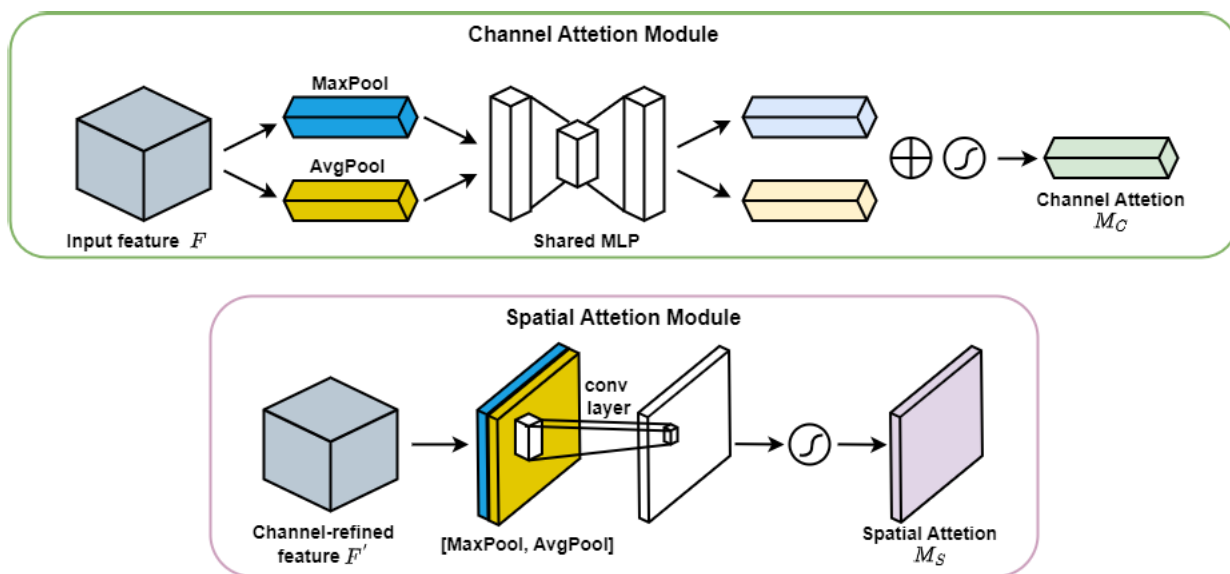 Channel Attetion Module
MaxPool
AvgPool
Input feature F
Shared MLP
Channel Attetion
M_C
Spatial Attetion Module
conv
layer
Channel-refined
feature F'
[MaxPool, AvgPool]
Spatial Attetion
M_S